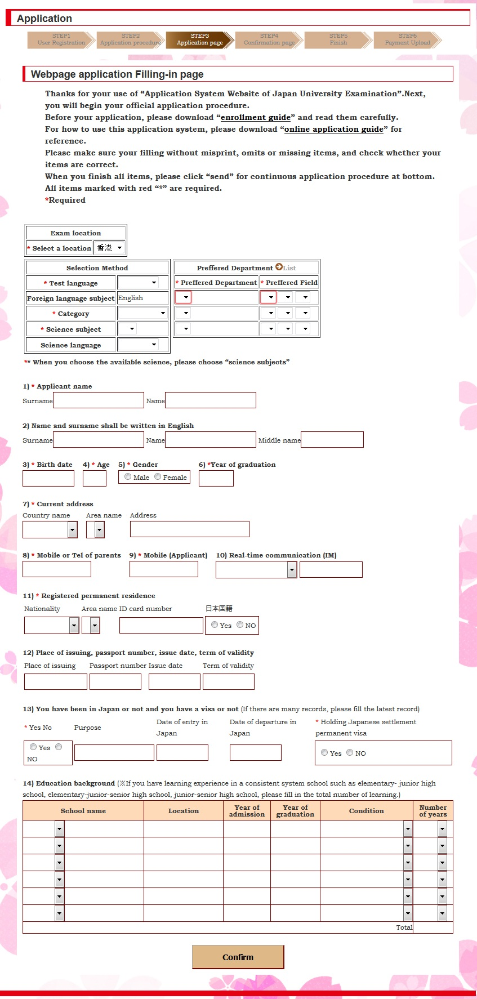 Application
STEP1 STEP2 STEP3 STEP4 STEP5 STEP6
User Registration Application procedure Application page Confirmation page Finish Payment Upload
Webpage application Filling-in page
Thanks for your use of “Application System Website of Japan University Examination”.Next,
you will begin your official application procedure.
Before your application, please download “enrollment guide” and read them carefully.
For how to use this application system, please download “online application guide” for
reference.
Please make sure your filling without misprint, omits or missing items, and check whether your
items are correct.
When you finish all items, please click “send” for continuous application procedure at bottom.
All items marked with red “*” are required.
*Required
Exam location
* Select a location 香港
Selection Method
* Test language
Foreign language subject English
* Category
* Science subject
Science language
Preffered Department List
* Preffered Department * Preffered Field
** When you choose the available science, please choose “science subjects”
1) * Applicant name
Surname Name
2) Name and surname shall be written in English
Surname Name Middle name
3) * Birth date 4) * Age 5) * Gender 6) *Year of graduation
Male Female
7) * Current address
Country name Area name Address
8) * Mobile or Tel of parents 9) * Mobile (Applicant) 10) Real-time communication (IM)
11) * Registered permanent residence
Nationality Area name ID card number 日本国籍
Yes NO
12) Place of issuing, passport number, issue date, term of validity
Place of issuing Passport number Issue date Term of validity
13) You have been in Japan or not and you have a visa or not (If there are many records, please fill the latest record)
* Yes No Purpose Date of entry in Japan Date of departure in Japan * Holding Japanese settlement permanent visa
Yes NO Yes NO
14) Education background (※If you have learning experience in a consistent system school such as elementary- junior high
school, elementary-junior-senior high school, junior-senior high school, please fill in the total number of learning.)
School name Location Year of admission Year of graduation Condition Number of years
Total
Confirm